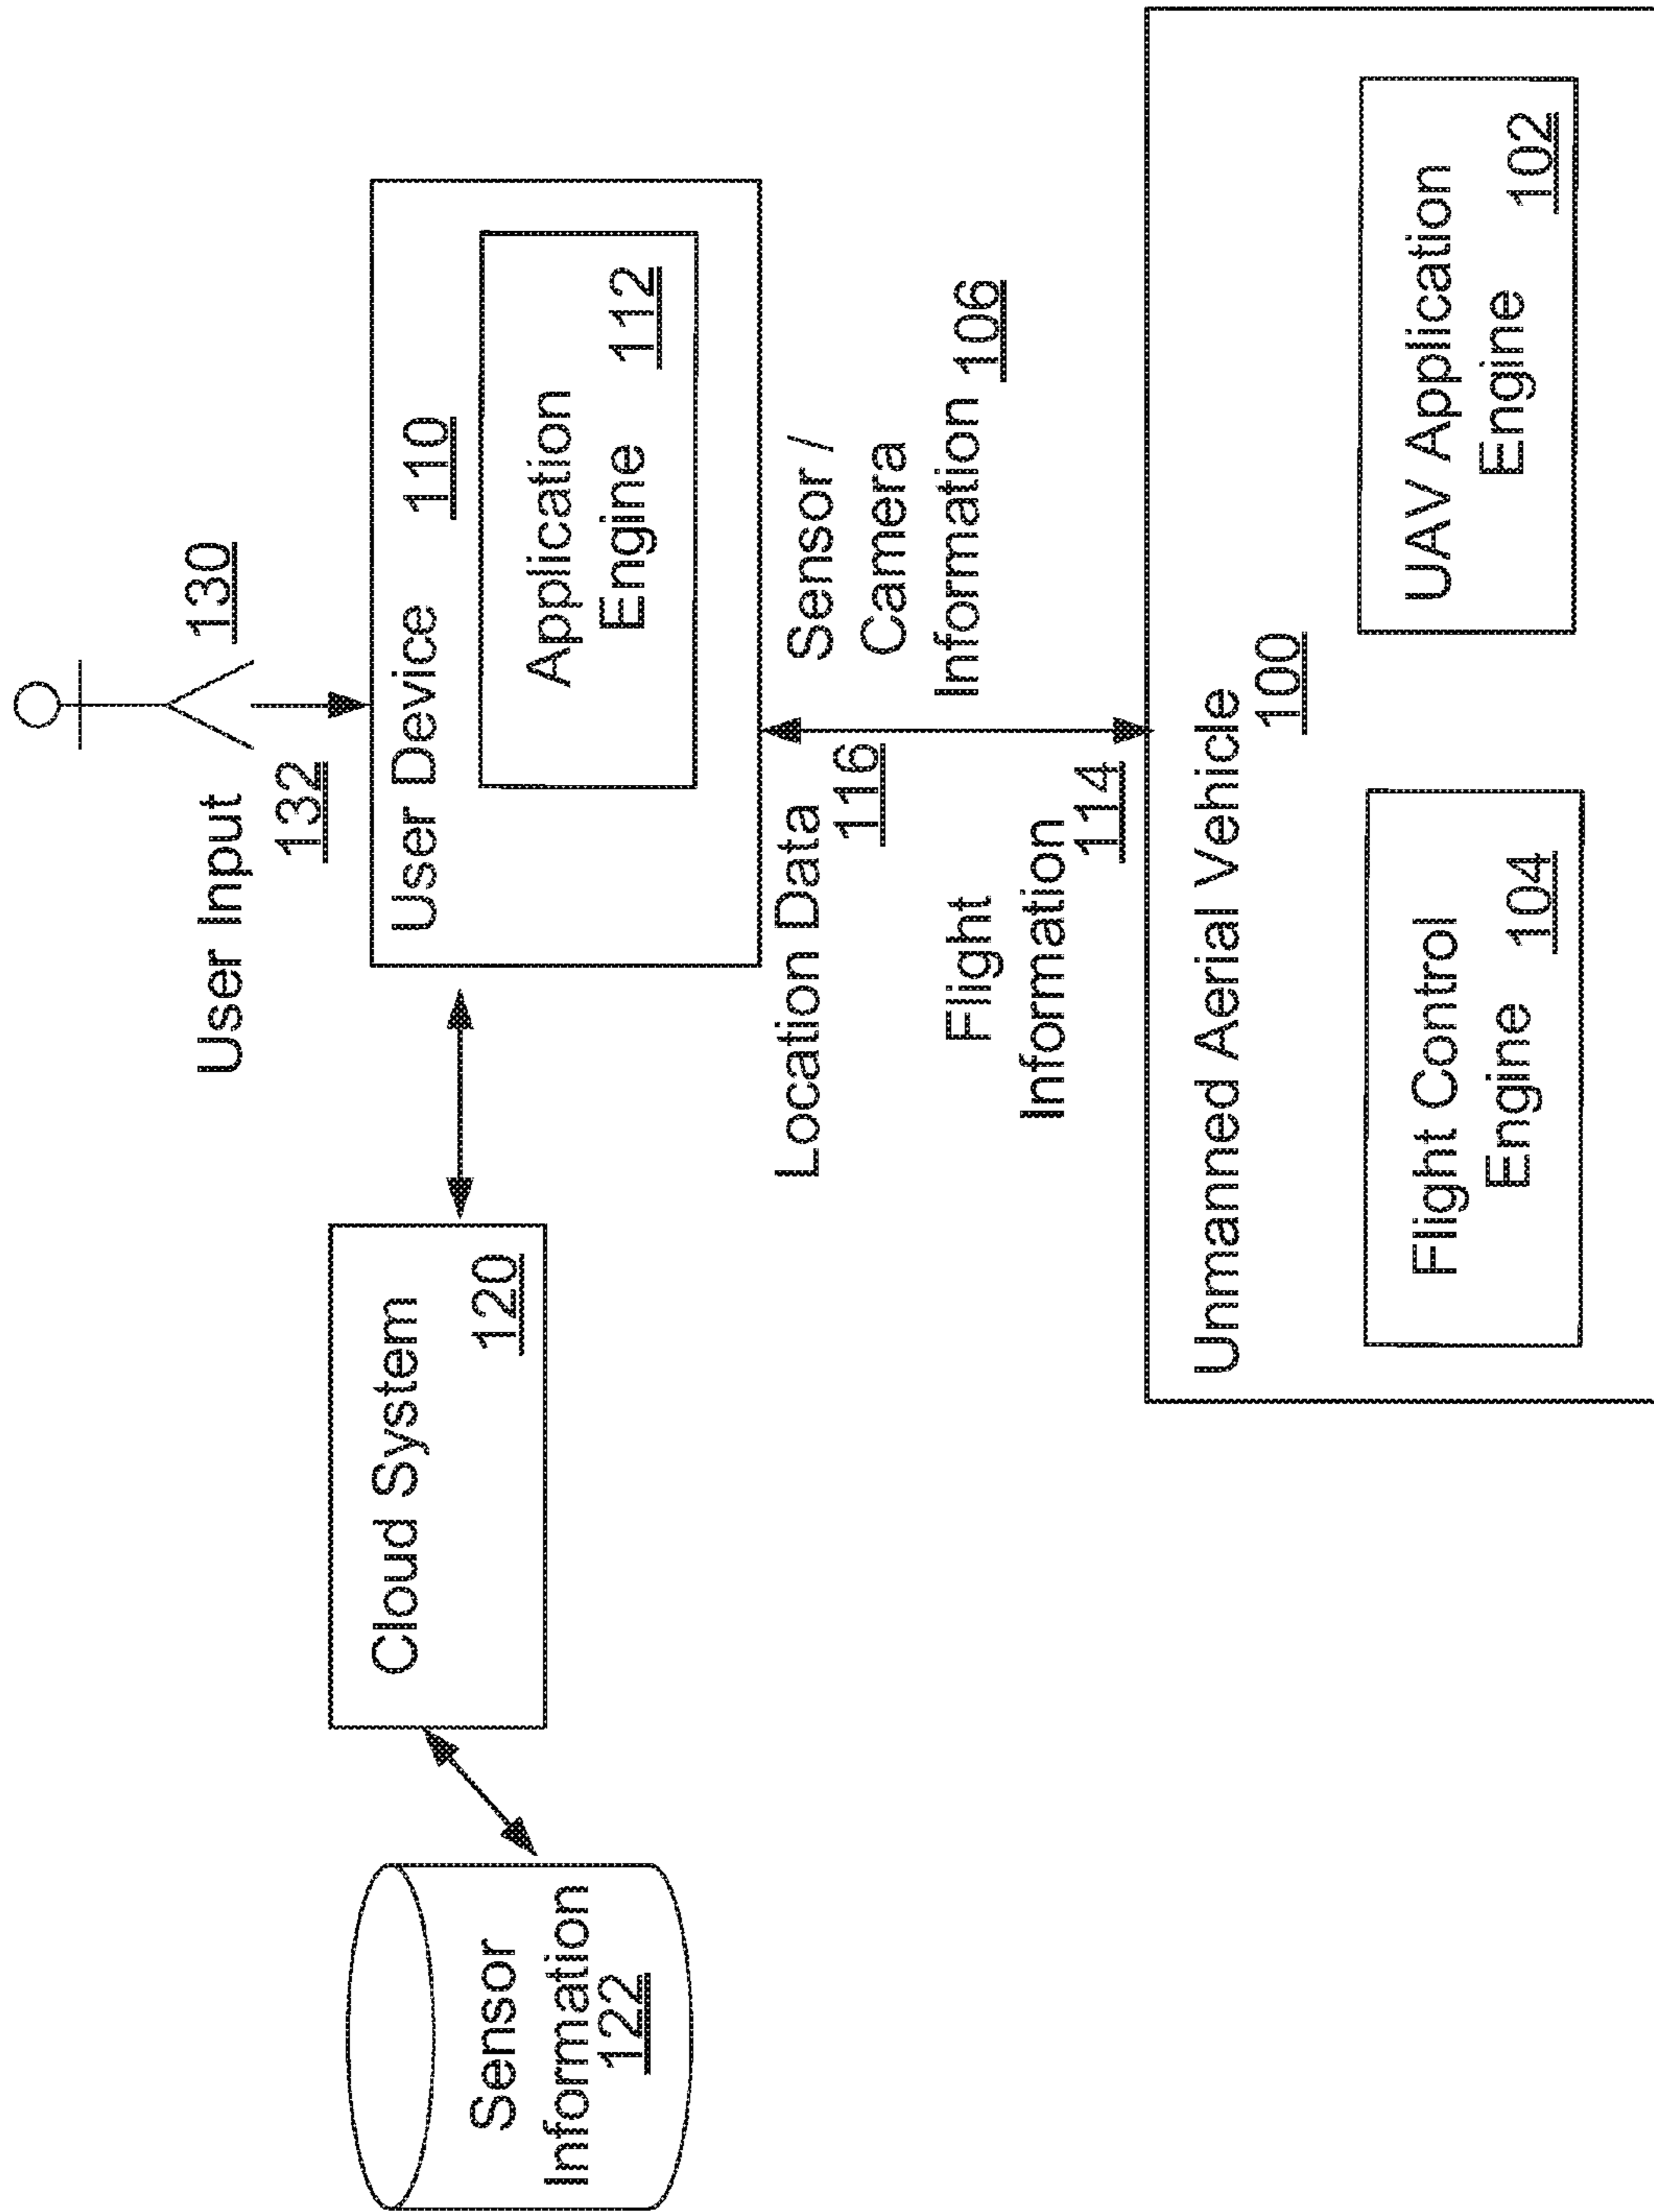 130
User Input
132
User Device 110
Application
Engine
112
Cloud System
120
Sensor
Information
122
Location Data
116
Flight
Information
114
Sensor /
Camera
Information 106
Unmanned Aerial Vehicle
100
Flight Control
Engine
104
UAV Application
Engine
102